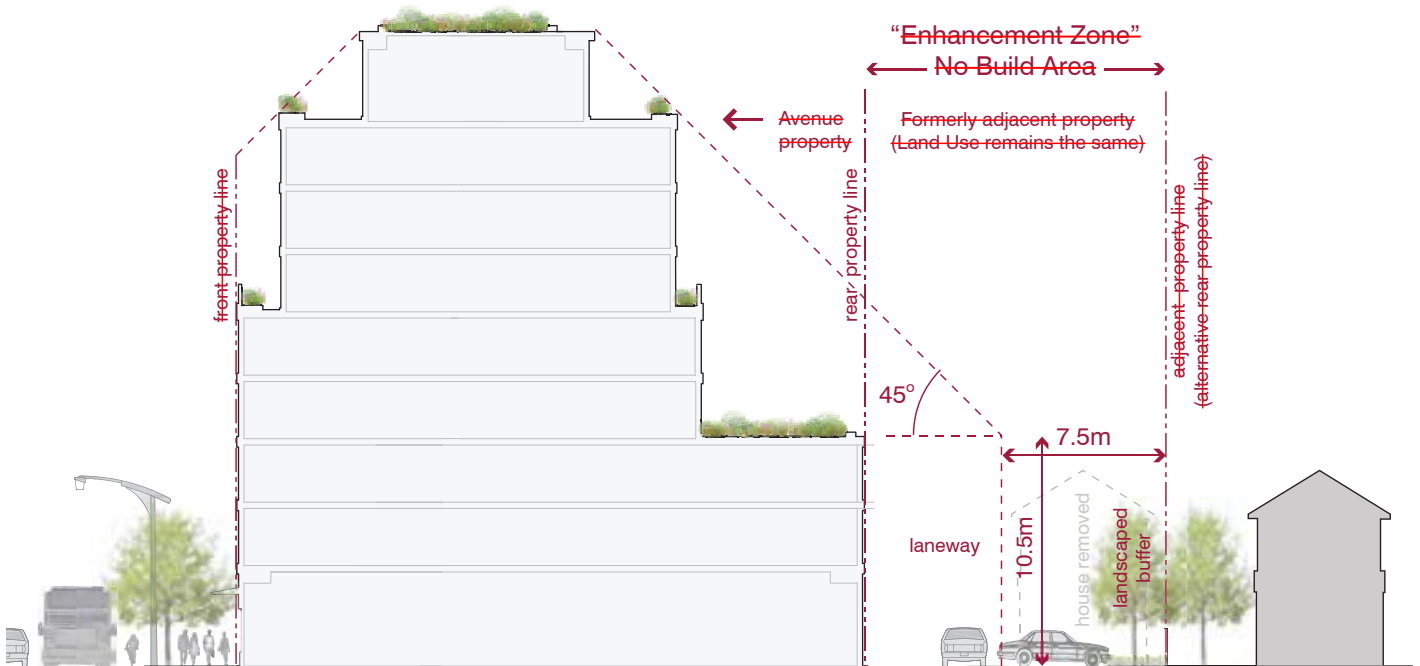 “Enhancement Zone”
No Build Area
Avenue
property
Formerly adjacent property
(Land Use remains the same)
front property line
rear property line
adjacent property line
(alternative rear property line)
45°
7.5m
10.5m
laneway
house removed
landscaped
buffer